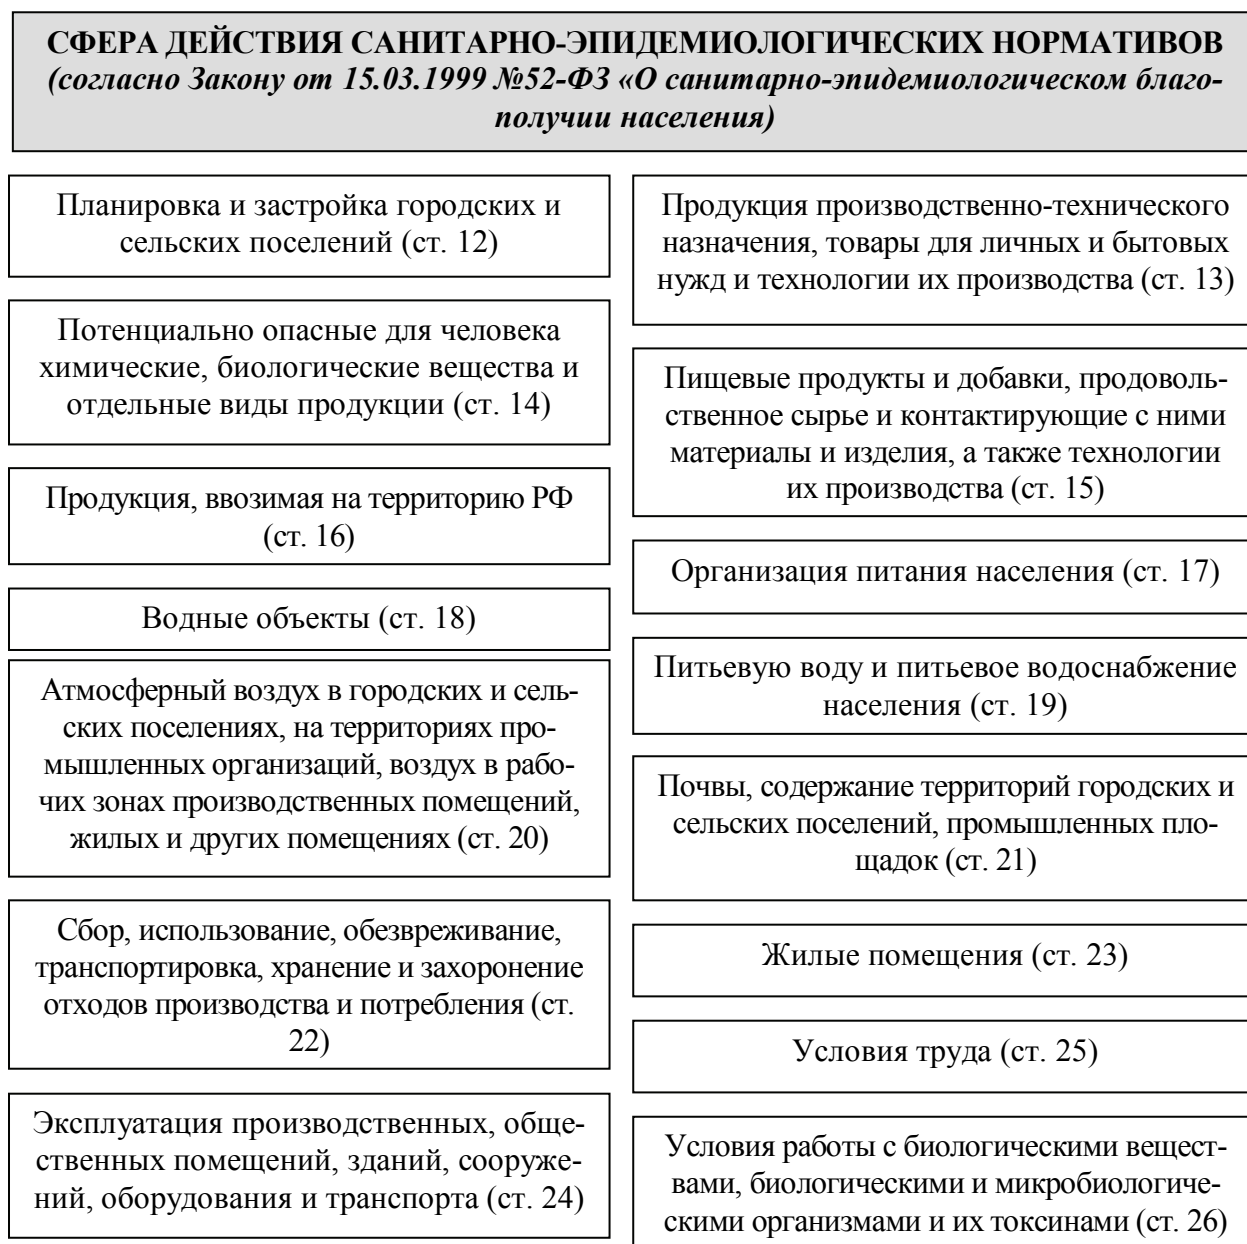 СФЕРА ДЕЙСТВИЯ САНИТАРНО-ЭПИДЕМИОЛОГИЧЕСКИХ НОРМАТИВОВ
(согласно Закону от 15.03.1999 №52-ФЗ «О санитарно-эпидемиологическом благо-
получии населения)
Планировка и застройка городских и
сельских поселений (ст. 12)
Продукция производственно-технического
назначения, товары для личных и бытовых
нужд и технологии их производства (ст. 13)
Потенциально опасные для человека
химические, биологические вещества и
отдельные виды продукции (ст. 14)
Пищевые продукты и добавки, продоволь-
ственное сырье и контактирующие с ними
материалы и изделия, а также технологии
их производства (ст. 15)
Продукция, ввозимая на территорию РФ
(ст. 16)
Организация питания населения (ст. 17)
Водные объекты (ст. 18)
Питьевую воду и питьевое водоснабжение
населения (ст. 19)
Атмосферный воздух в городских и сель-
ских поселениях, на территориях про-
мышленных организаций, воздух в рабо-
чих зонах производственных помещений,
жилых и других помещениях (ст. 20)
Почвы, содержание территорий городских и
сельских поселений, промышленных пло-
щадок (ст. 21)
Сбор, использование, обезвреживание,
транспортировка, хранение и захоронение
отходов производства и потребления (ст.
22)
Жилые помещения (ст. 23)
Эксплуатация производственных, обще-
ственных помещений, зданий, сооруже-
ний, оборудования и транспорта (ст. 24)
Условия труда (ст. 25)
Условия работы с биологическими вещест-
вами, биологическими и микробиологиче-
скими организмами и их токсинами (ст. 26)